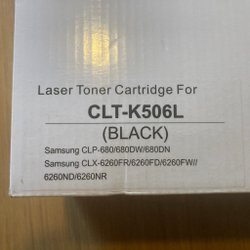 Laser Toner Cartridge For
CLT-K506L
(BLACK)
Samsung CLP-680/680DW/680DN
Samsung CLX-6260FR/6260FD/6260FW//
6260ND/6260NR